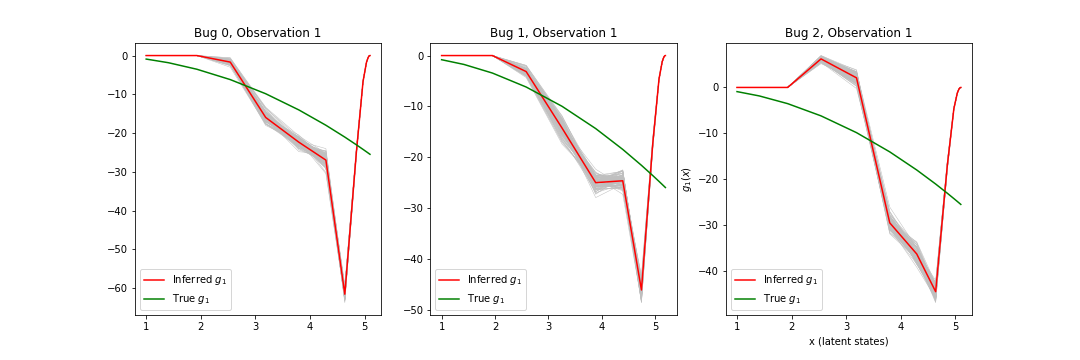 Bug 0, Observation 1
0
−10
−20
−30
−40
−50
−60
1 2 3 4 5
Inferred g₁
True g₁
Bug 1, Observation 1
0
−10
−20
−30
−40
−50
1 2 3 4 5
Inferred g₁
True g₁
Bug 2, Observation 1
g₁(x)
0
−10
−20
−30
−40
1 2 3 4 5
Inferred g₁
True g₁
x (latent states)